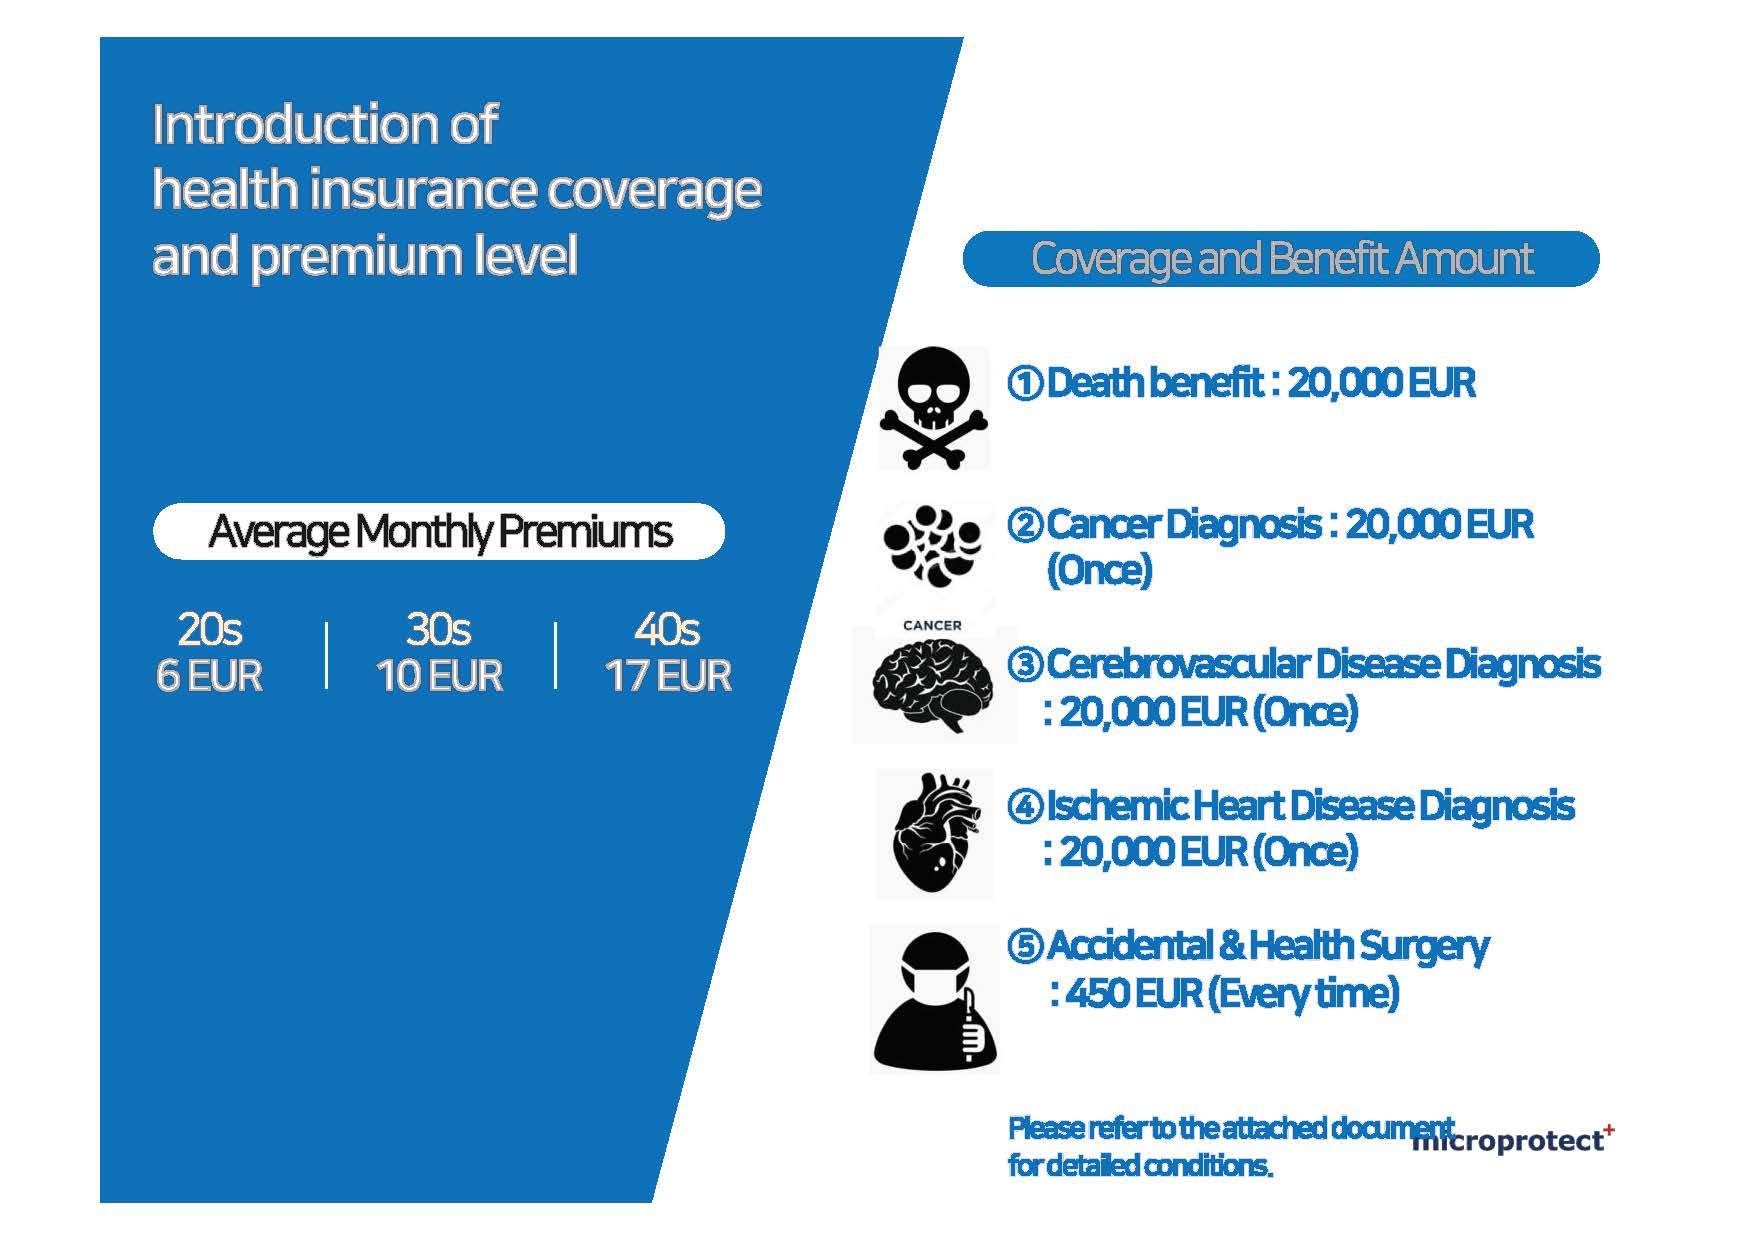 Introduction of
health insurance coverage
and premium level
Average Monthly Premiums
20s
6 EUR
30s
10 EUR
40s
17 EUR
Coverage and Benefit Amount
① Death benefit : 20,000 EUR
② Cancer Diagnosis : 20,000 EUR
(Once)
CANCER
③ Cerebrovascular Disease Diagnosis
: 20,000 EUR (Once)
④ Ischemic Heart Disease Diagnosis
: 20,000 EUR (Once)
⑤ Accidental & Health Surgery
: 450 EUR (Every time)
Please refer to the attached document
for detailed conditions.
microprotect+